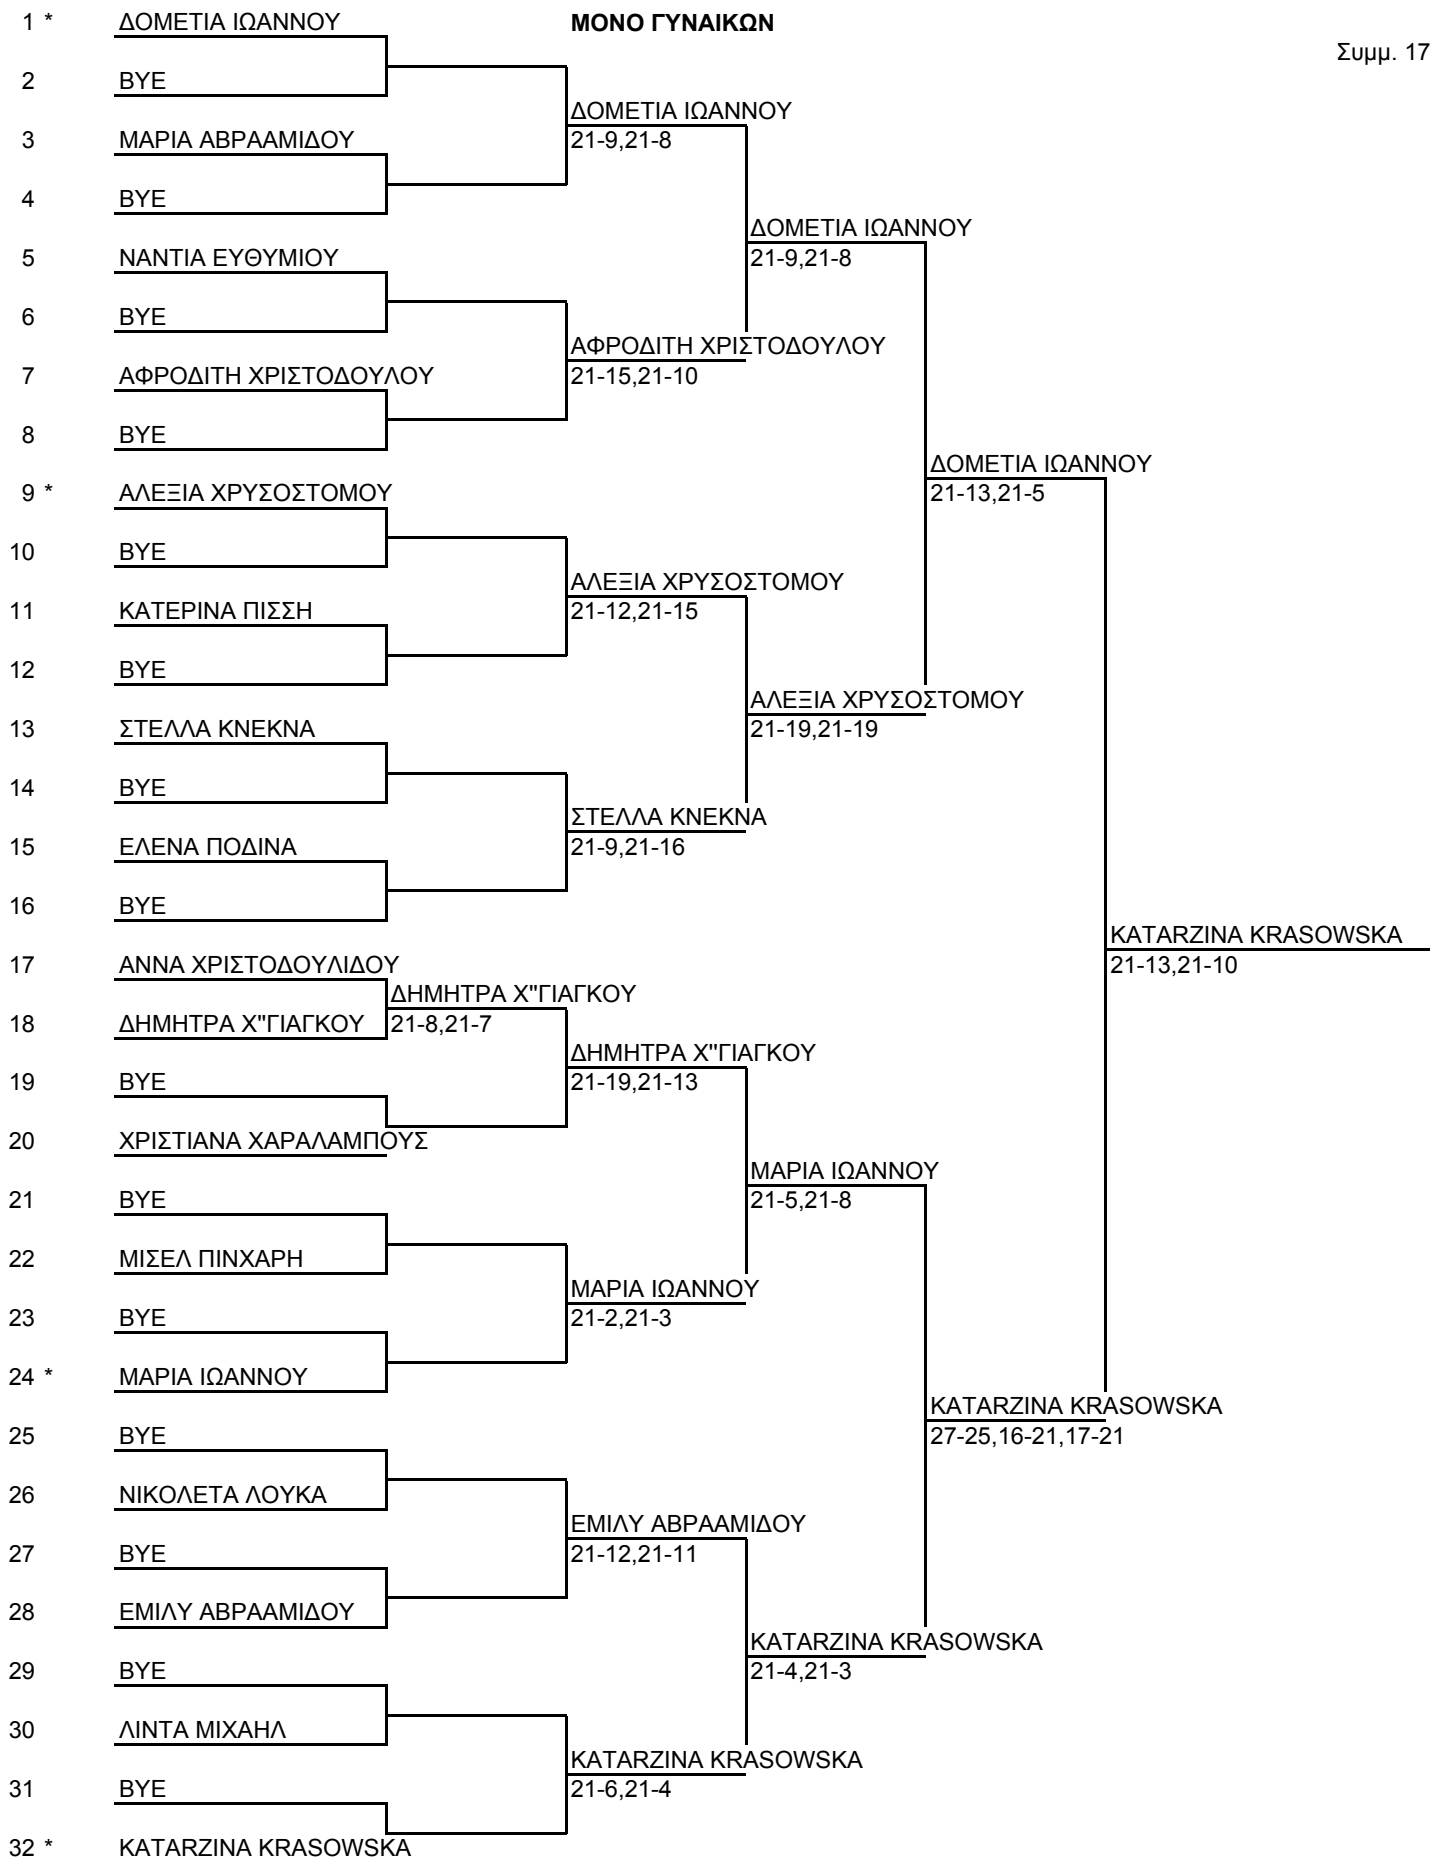 1 * ΔΟΜΕΤΙΑ ΙΩΑΝΝΟΥ ΜΟΝΟ ΓΥΝΑΙΚΩΝ
Συμμ. 17
2 BYE
ΔΟΜΕΤΙΑ ΙΩΑΝΝΟΥ
3 ΜΑΡΙΑ ΑΒΡΑΑΜΙΔΟΥ 21-9,21-8
4 BYE
ΔΟΜΕΤΙΑ ΙΩΑΝΝΟΥ
5 ΝΑΝΤΙΑ ΕΥΘΥΜΙΟΥ 21-9,21-8
6 BYE
ΑΦΡΟΔΙΤΗ ΧΡΙΣΤΟΔΟΥΛΟΥ
7 ΑΦΡΟΔΙΤΗ ΧΡΙΣΤΟΔΟΥΛΟΥ 21-15,21-10
8 BYE
ΔΟΜΕΤΙΑ ΙΩΑΝΝΟΥ
9 * ΑΛΕΞΙΑ ΧΡΥΣΟΣΤΟΜΟΥ 21-13,21-5
10 BYE
ΑΛΕΞΙΑ ΧΡΥΣΟΣΤΟΜΟΥ
11 ΚΑΤΕΡΙΝΑ ΠΙΣΣΗ 21-12,21-15
12 BYE
ΑΛΕΞΙΑ ΧΡΥΣΟΣΤΟΜΟΥ
13 ΣΤΕΛΛΑ ΚΝΕΚΝΑ 21-19,21-19
14 BYE
ΣΤΕΛΛΑ ΚΝΕΚΝΑ
15 ΕΛΕΝΑ ΠΟΔΙΝΑ 21-9,21-16
16 BYE
KATARZINA KRASOWSKA
17 ΑΝΝΑ ΧΡΙΣΤΟΔΟΥΛΙΔΟΥ 21-13,21-10
ΔΗΜΗΤΡΑ Χ"ΓΙΑΓΚΟΥ
18 ΔΗΜΗΤΡΑ Χ"ΓΙΑΓΚΟΥ 21-8,21-7
ΔΗΜΗΤΡΑ Χ"ΓΙΑΓΚΟΥ
19 BYE 21-19,21-13
20 ΧΡΙΣΤΙΑΝΑ ΧΑΡΑΛΑΜΠΟΥΣ
ΜΑΡΙΑ ΙΩΑΝΝΟΥ
21 BYE 21-5,21-8
22 ΜΙΣΕΛ ΠΙΝΧΑΡΗ
ΜΑΡΙΑ ΙΩΑΝΝΟΥ
23 BYE 21-2,21-3
24 * ΜΑΡΙΑ ΙΩΑΝΝΟΥ
KATARZINA KRASOWSKA
25 BYE 27-25,16-21,17-21
26 ΝΙΚΟΛΕΤΑ ΛΟΥΚΑ
ΕΜΙΛΥ ΑΒΡΑΑΜΙΔΟΥ
27 BYE 21-12,21-11
28 ΕΜΙΛΥ ΑΒΡΑΑΜΙΔΟΥ
KATARZINA KRASOWSKA
29 BYE 21-4,21-3
30 ΛΙΝΤΑ ΜΙΧΑΗΛ
KATARZINA KRASOWSKA
31 BYE 21-6,21-4
32 * KATARZINA KRASOWSKA